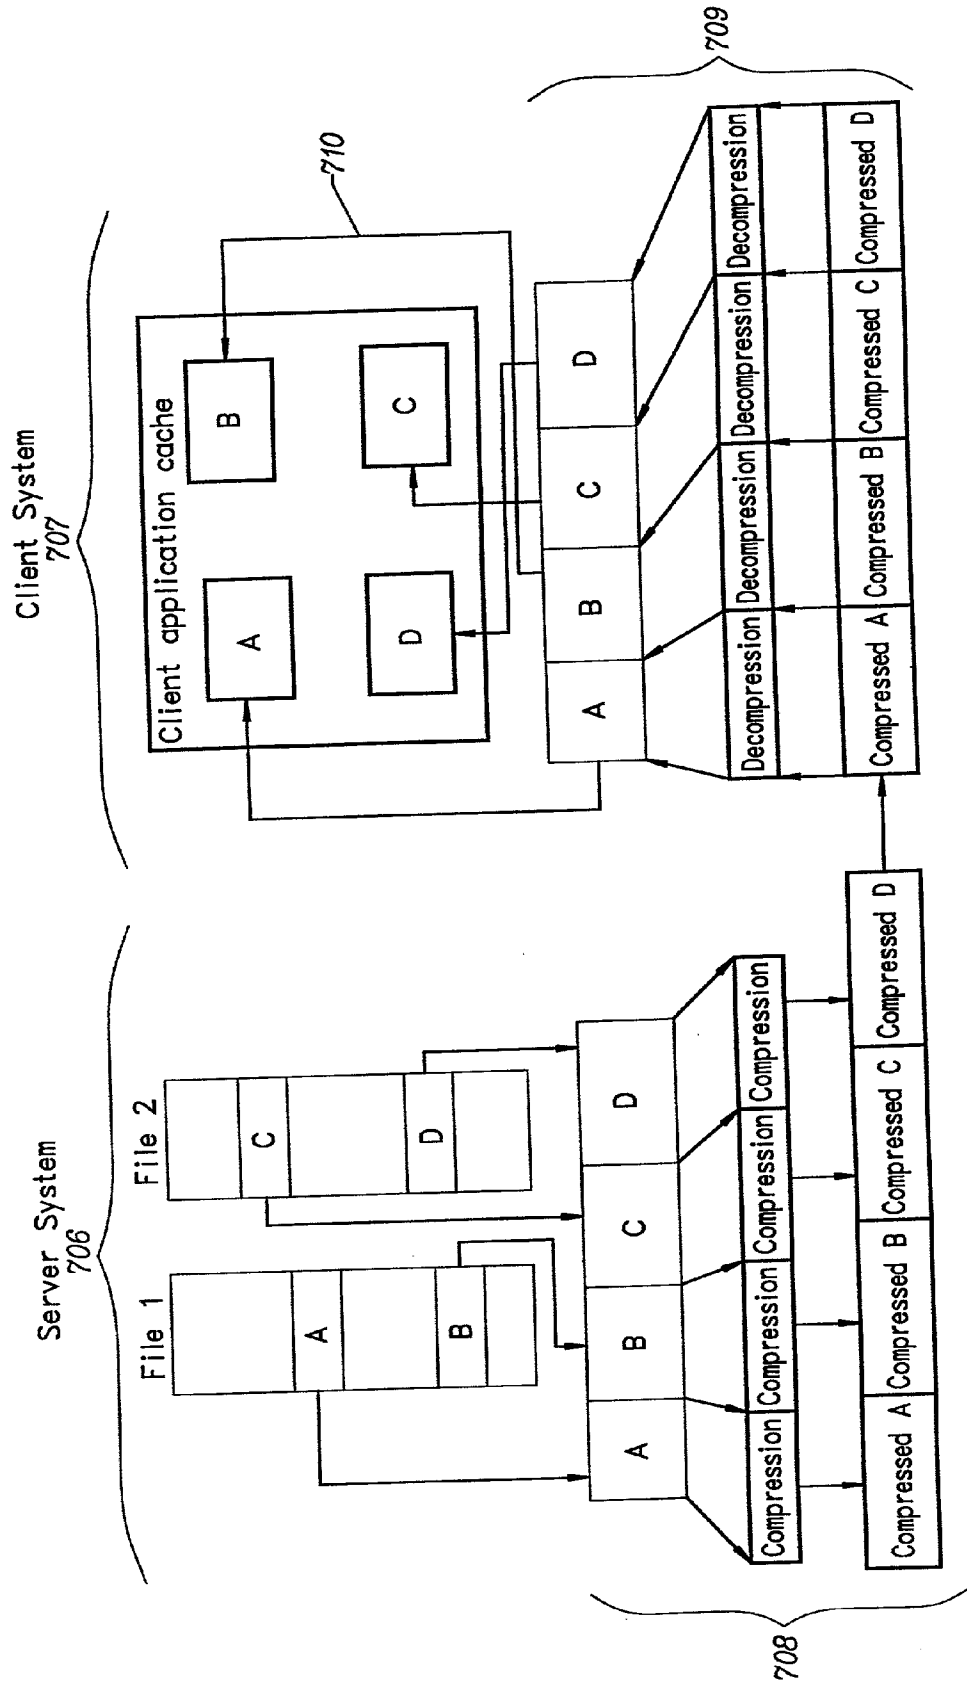 Server System
706
File 1
A
B
File 2
C
D
A
B
C
D
Compression
Compression
Compression
Compression
Compressed A
Compressed B
Compressed C
Compressed D
708
Client System
707
Client application cache
A
B
D
C
710
A
B
C
D
Decompression
Decompression
Decompression
Decompression
Compressed A
Compressed B
Compressed C
Compressed D
709